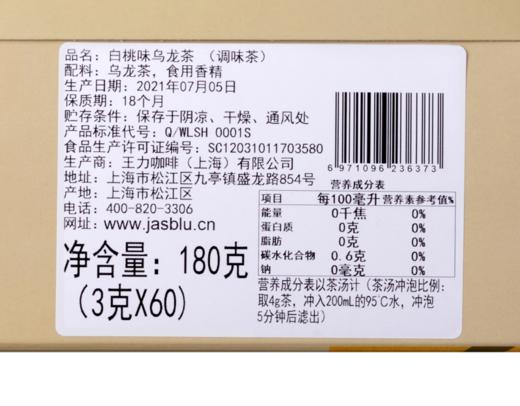 品名：白桃味乌龙茶 （调味茶）
配料：乌龙茶，食用香精
生产日期：2021年07月05日
保质期：18个月
贮存条件：保存于阴凉、干燥、通风处
产品标准代号：Q/WLSH 0001S
食品生产许可证编号：SC12031011703580
生产商：王力咖啡（上海）有限公司
地址：上海市松江区九亭镇盛龙路854号
产地：上海市松江区
电话：400-820-3306
网址：www.jasblu.cn
净含量：180克
（3克X60）
6 971096 236373
营养成分表
项目 每100毫升 营养素参考值%
能量 0千焦 0%
蛋白质 0克 0%
脂肪 0克 0%
碳水化合物 0.6克 0%
钠 0毫克 0%
营养成分表以茶汤计（茶汤冲泡比例：
取4g茶，冲入200mL的95℃水，冲泡
5分钟后滤出）